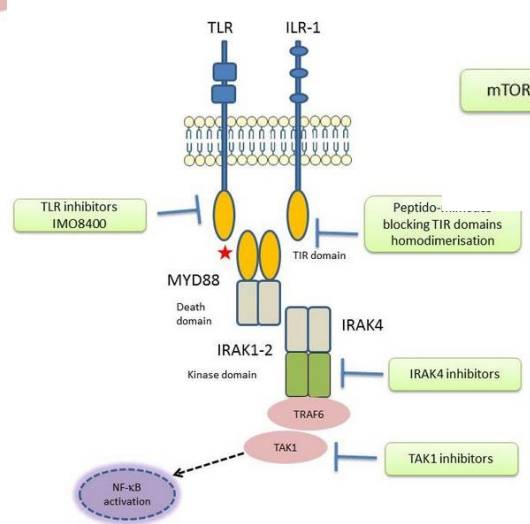 TLR
ILR-1
mTOR
TLR inhibitors
IMO8400
blocking TIR domains
homodimerisation
TIR domain
MYD88
Death
domain
IRAK4
IRAK1-2
Kinase domain
IRAK4 inhibitors
TRAF6
TAK1
TAK1 inhibitors
NF-κB
activation